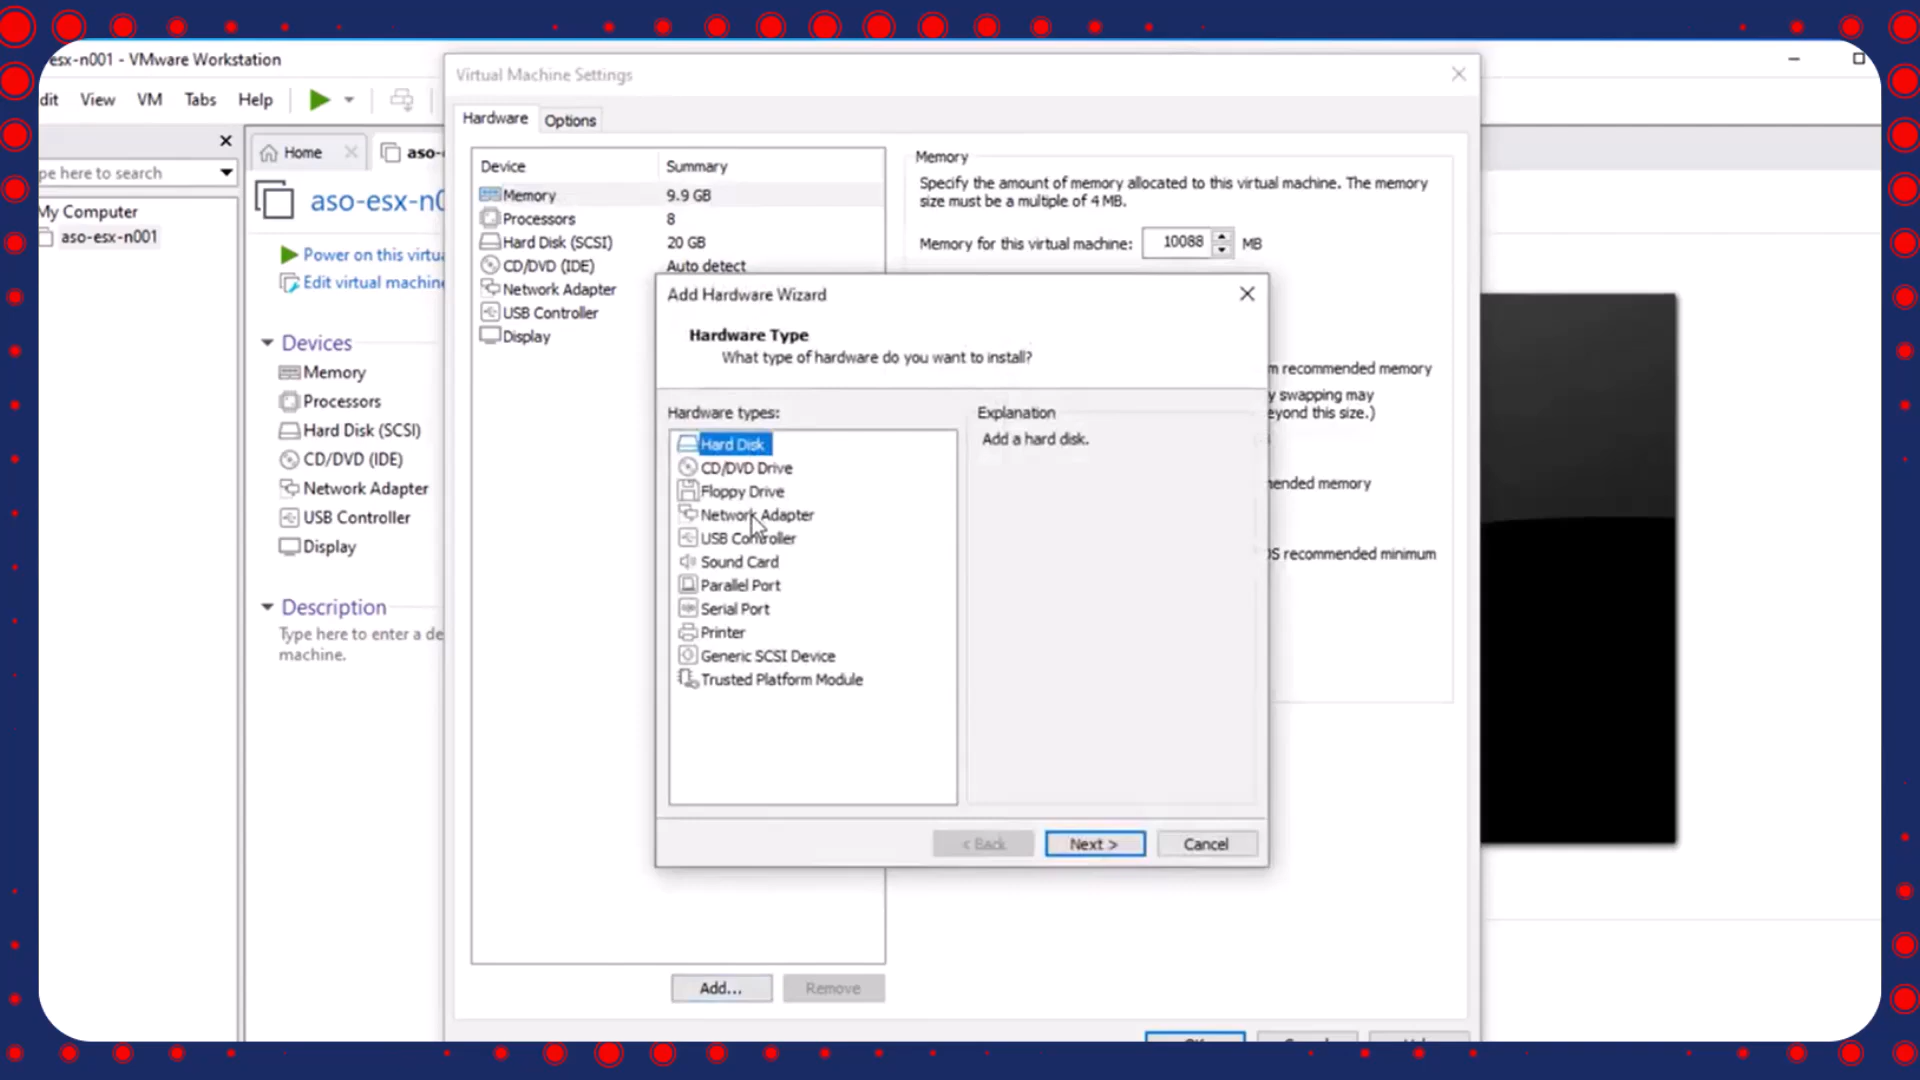 esx-n001 - VMware Workstation
dit View VM Tabs Help
pe here to search
My Computer
aso-esx-n001
Home
aso-
aso-esx-n0
Power on this virtu
Edit virtual machin
Devices
Memory
Processors
Hard Disk (SCSI)
CD/DVD (IDE)
Network Adapter
USB Controller
Display
Description
Type here to enter a de
machine.
Virtual Machine Settings
Hardware Options
Device Summary
Memory 9.9 GB
Processors 8
Hard Disk (SCSI) 20 GB
CD/DVD (IDE) Auto detect
Network Adapter
USB Controller
Display
Memory
Specify the amount of memory allocated to this virtual machine. The memory
size must be a multiple of 4 MB.
Memory for this virtual machine: 10088 MB
m recommended memory
y swapping may
eyond this size.)
ended memory
OS recommended minimum
Add Hardware Wizard
Hardware Type
What type of hardware do you want to install?
Hardware types:
Hard Disk
CD/DVD Drive
Floppy Drive
Network Adapter
USB Controller
Sound Card
Parallel Port
Serial Port
Printer
Generic SCSI Device
Trusted Platform Module
Explanation
Add a hard disk.
< Back Next > Cancel
Add... Remove